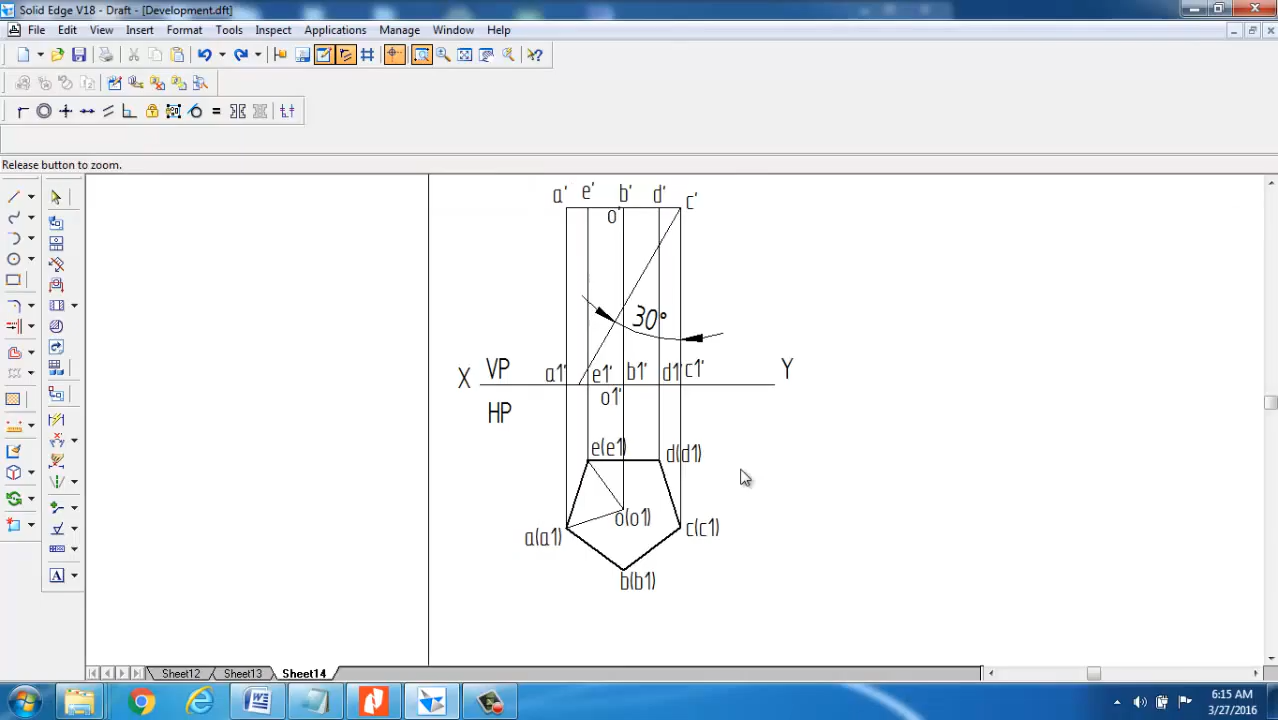 Solid Edge V18 - Draft - [Development.dft]
File Edit View Insert Format Tools Inspect Applications Manage Window Help
Release button to zoom.
a' e' b' d' c'
o'
30°
X VP a1' e1' b1' d1' c1' Y
HP o1'
e(e1) d(d1)
o(o1)
a(a1) c(c1)
b(b1)
A
Sheet12 Sheet13 Sheet14
6:15 AM
3/27/2016